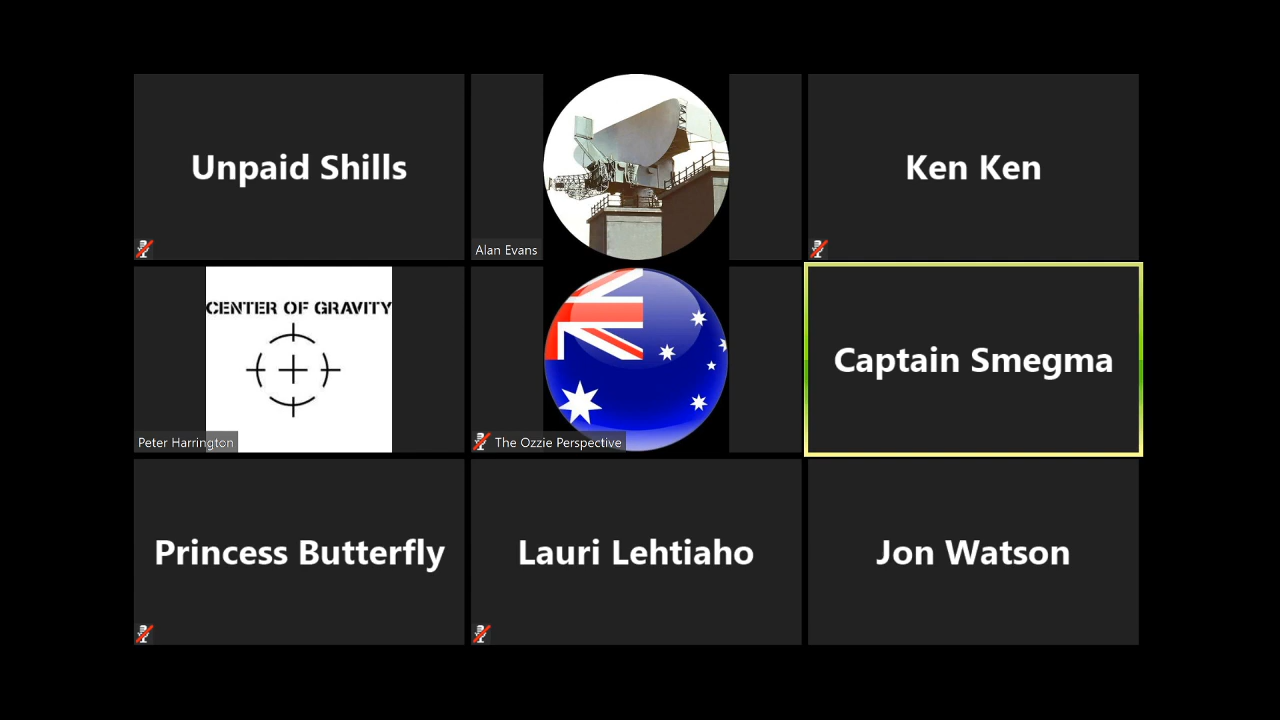 Unpaid Shills
Alan Evans
Ken Ken
CENTER OF GRAVITY
Peter Harrington
The Ozzie Perspective
Captain Smegma
Princess Butterfly
Lauri Lehtiaho
Jon Watson